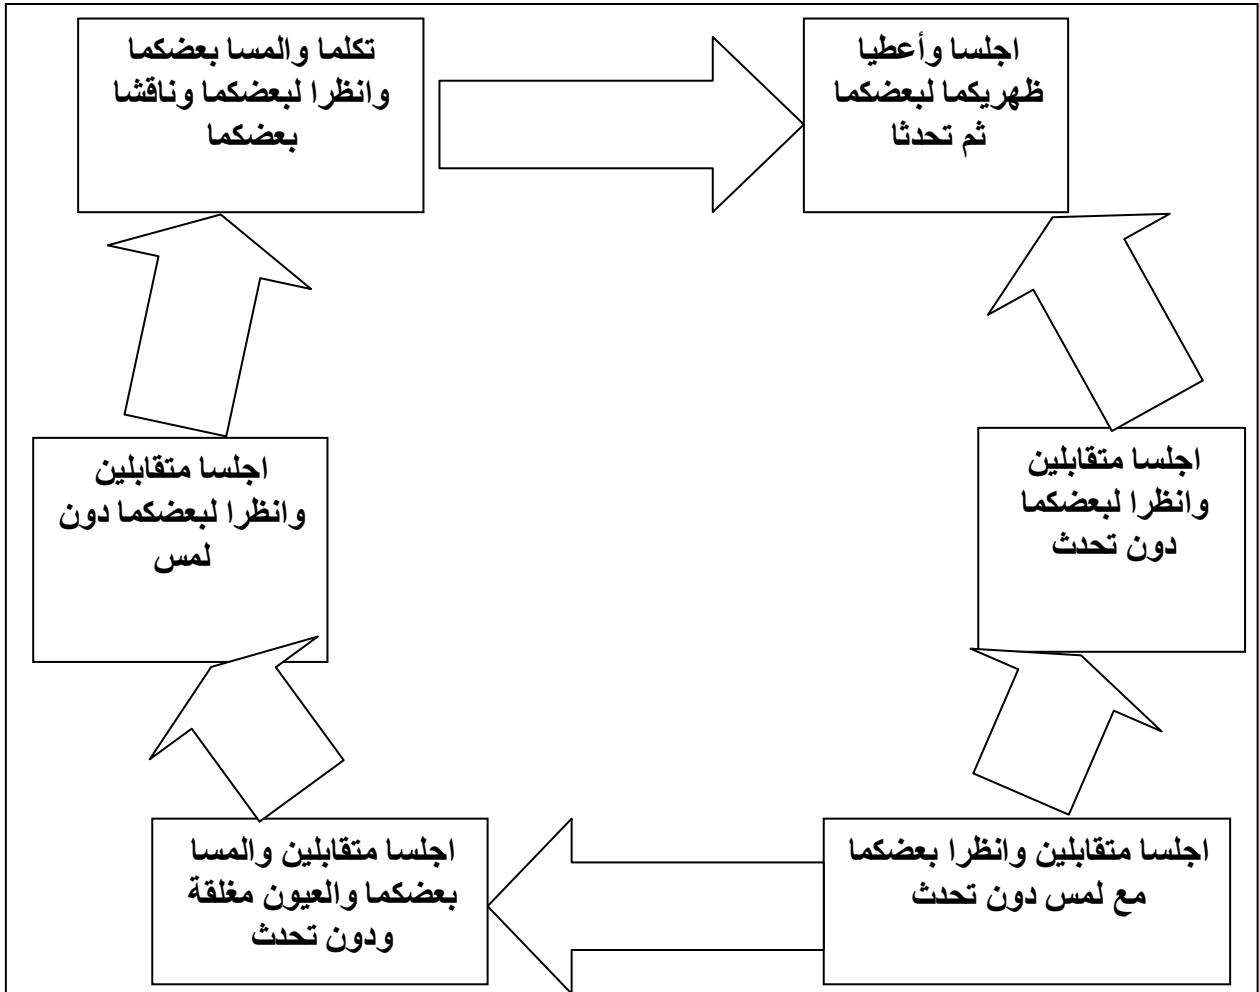 اجلسا وأعطيا
ظهريكما لبعضكما
ثم تحدثا
تكلما والمسا بعضكما
وانظرا لبعضكما وناقشا
بعضكما
اجلسا متقابلين
وانظرا لبعضكما
دون تحدث
اجلسا متقابلين
وانظرا لبعضكما دون
لمس
اجلسا متقابلين وانظرا بعضكما
مع لمس دون تحدث
اجلسا متقابلين والمسا
بعضكما والعيون مغلقة
ودون تحدث